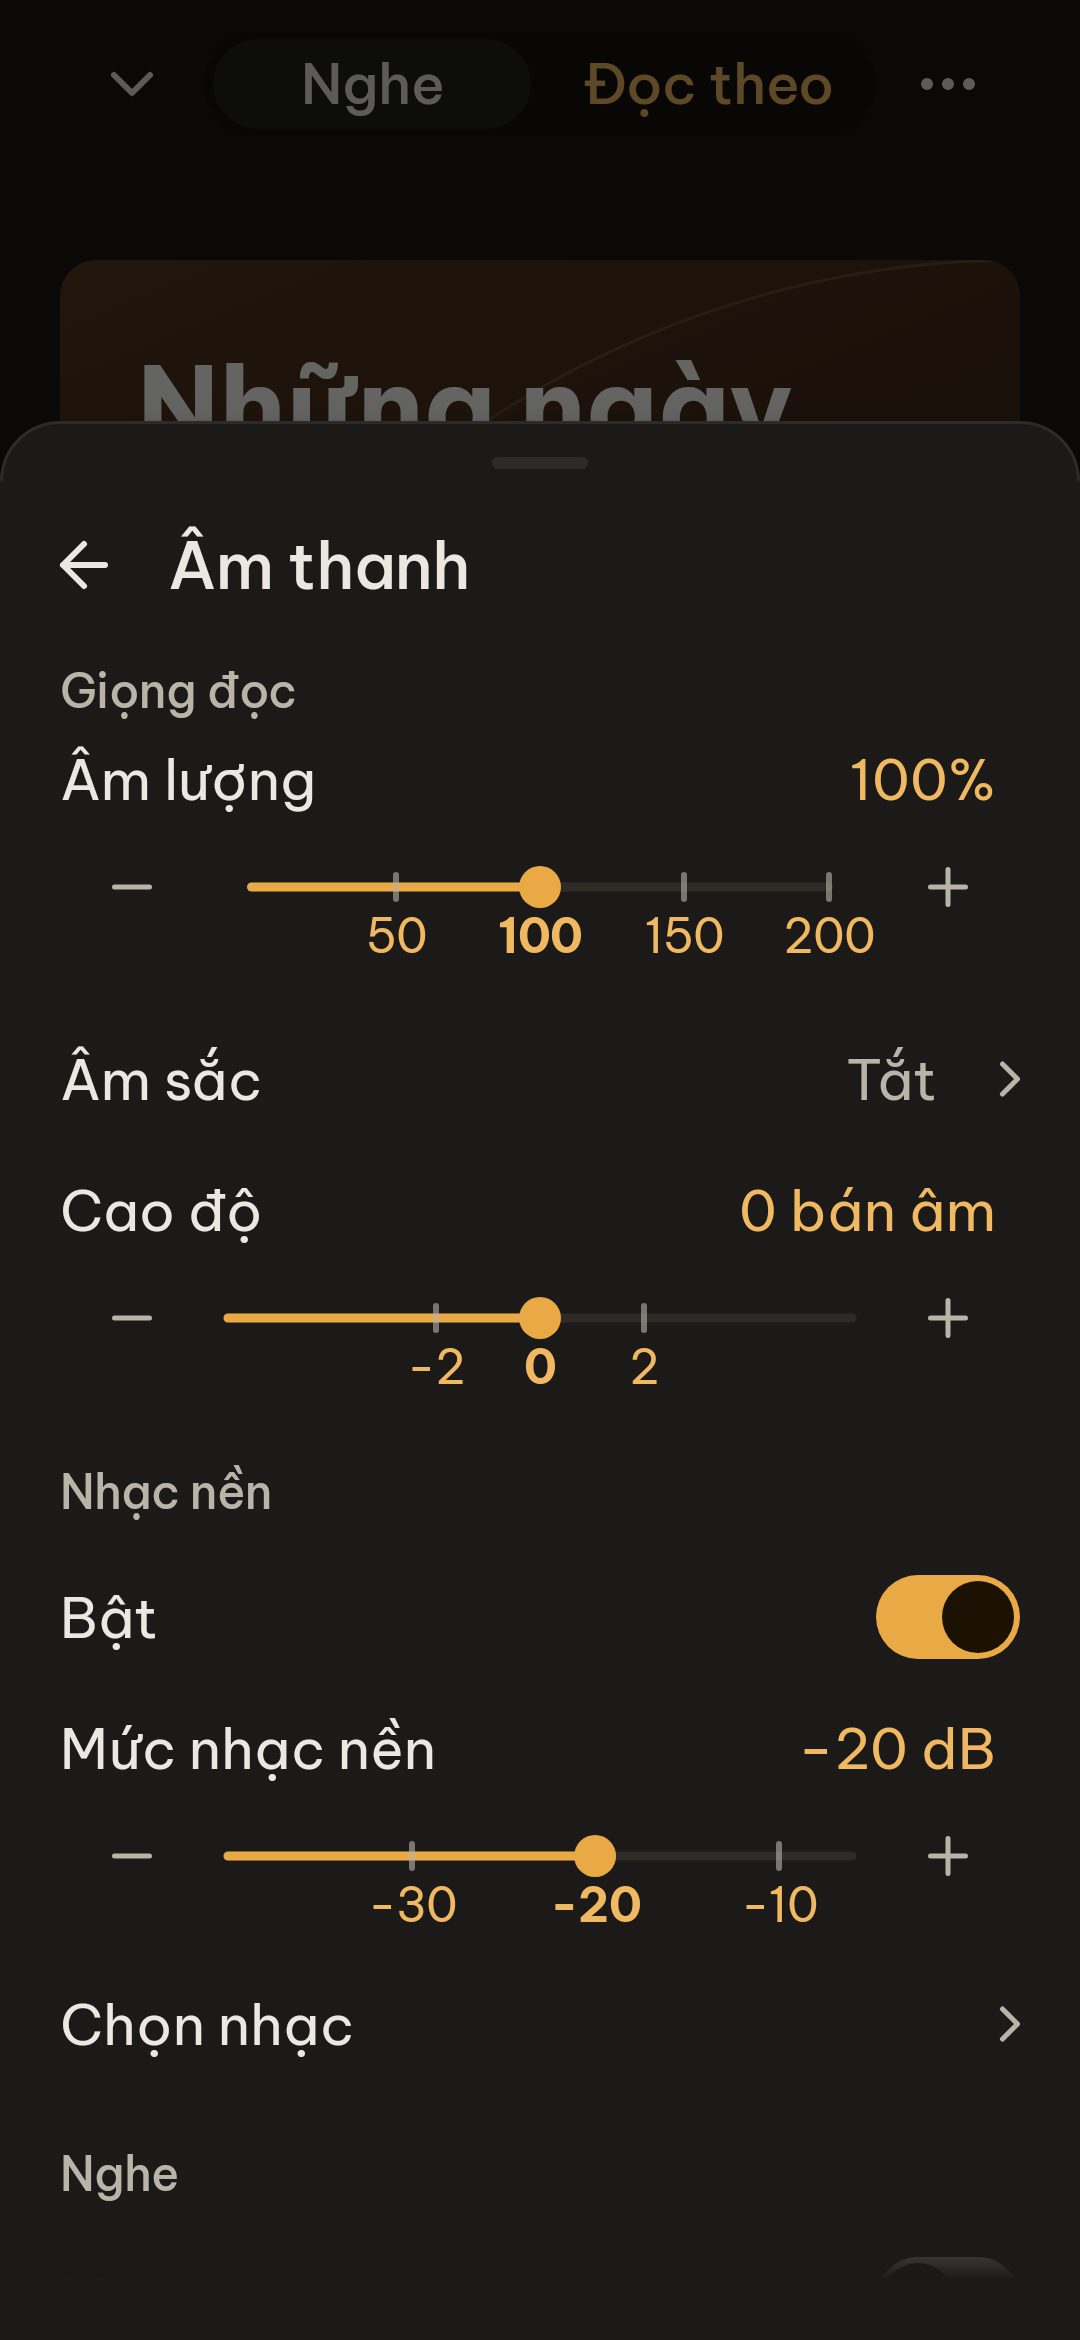 Nghe
Đọc theo
Những ngày
Âm thanh
Giọng đọc
Âm lượng
100%
50
100
150
200
Âm sắc
Tắt
Cao độ
0 bán âm
-2
0
2
Nhạc nền
Bật
Mức nhạc nền
-20 dB
-30
-20
-10
Chọn nhạc
Nghe